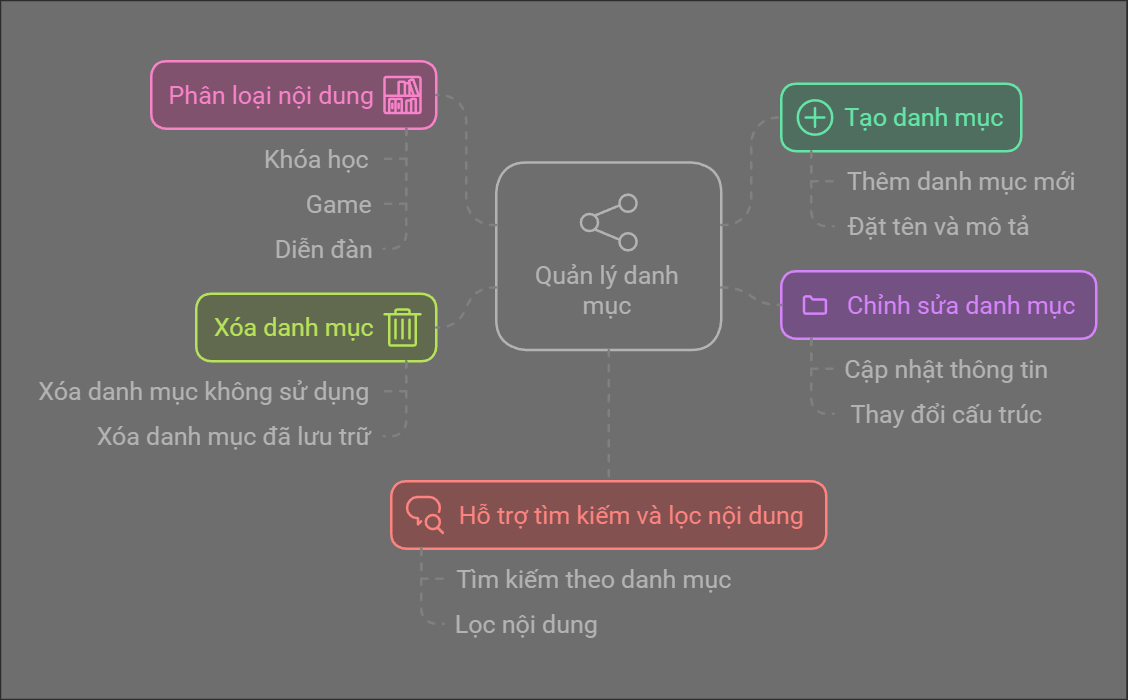 Phân loại nội dung
Khóa học
Game
Diễn đàn
Tạo danh mục
Thêm danh mục mới
Đặt tên và mô tả
Quản lý danh
mục
Xóa danh mục
Xóa danh mục không sử dụng
Xóa danh mục đã lưu trữ
Chỉnh sửa danh mục
Cập nhật thông tin
Thay đổi cấu trúc
Hỗ trợ tìm kiếm và lọc nội dung
Tìm kiếm theo danh mục
Lọc nội dung